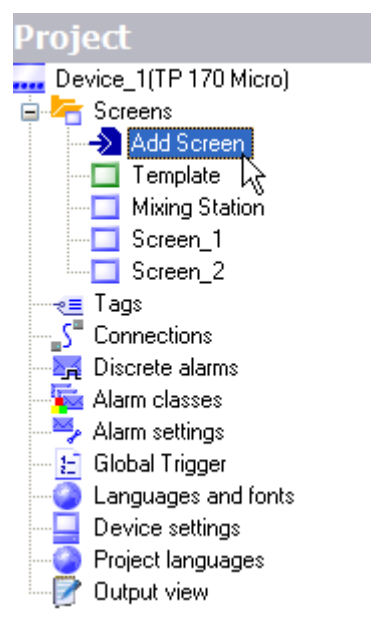 Project
Device_1(TP 170 Micro)
Screens
Add Screen
Template
Mixing Station
Screen_1
Screen_2
Tags
Connections
Discrete alarms
Alarm classes
Alarm settings
Global Trigger
Languages and fonts
Device settings
Project languages
Output view